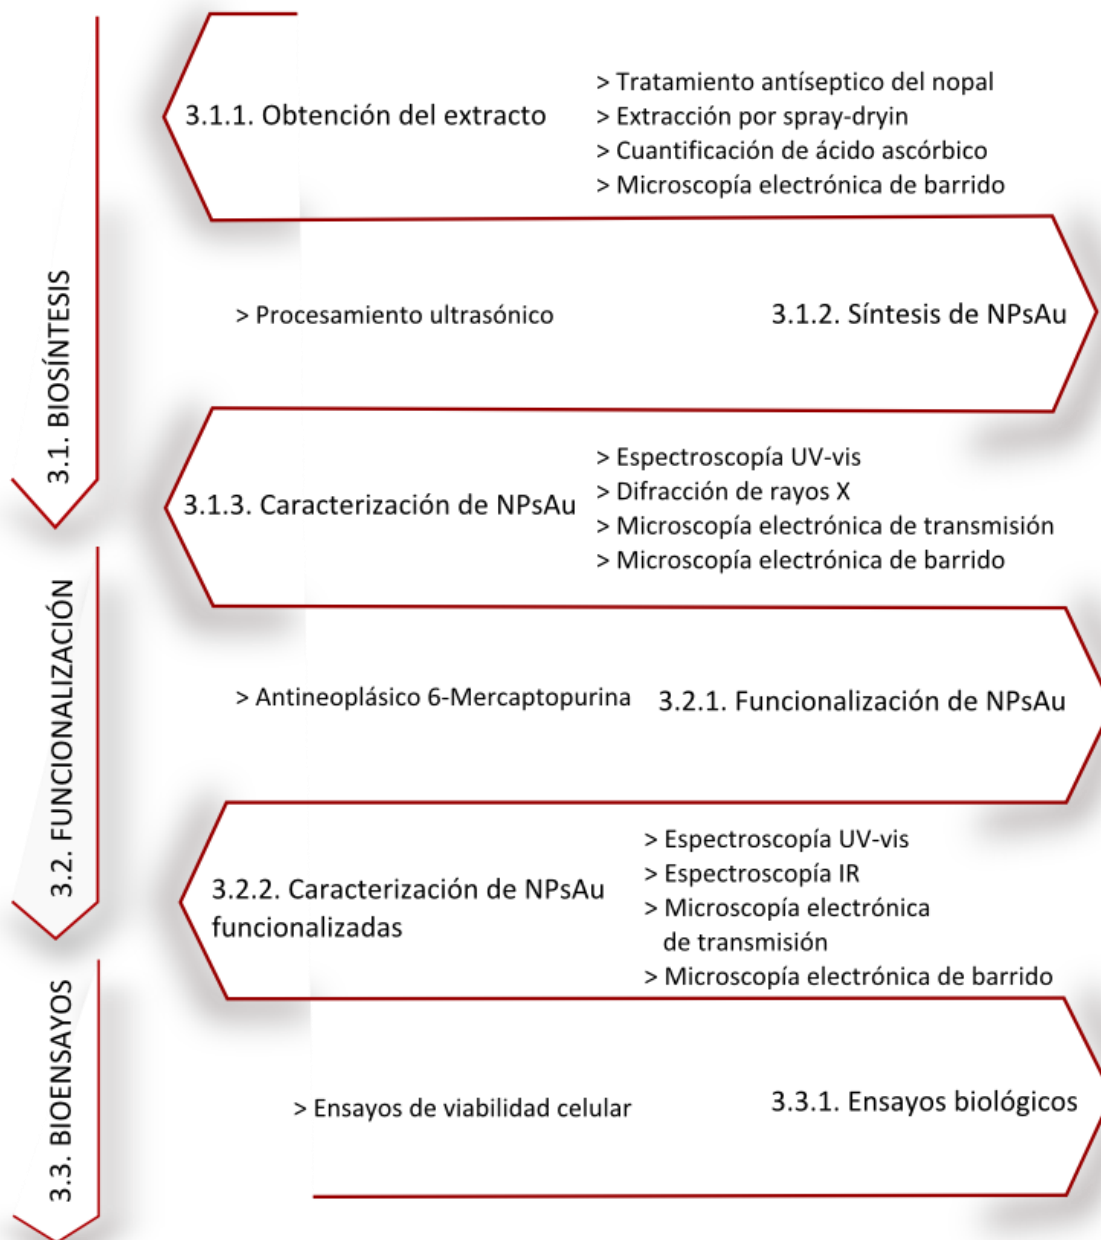 3.1. BIOSÍNTESIS
3.1.1. Obtención del extracto
> Tratamiento antíseptico del nopal
> Extracción por spray-dryin
> Cuantificación de ácido ascórbico
> Microscopía electrónica de barrido
> Procesamiento ultrasónico
3.1.2. Síntesis de NPsAu
3.1.3. Caracterización de NPsAu
> Espectroscopía UV-vis
> Difracción de rayos X
> Microscopía electrónica de transmisión
> Microscopía electrónica de barrido
3.2. FUNCIONALIZACIÓN
> Antineoplásico 6-Mercaptopurina
3.2.1. Funcionalización de NPsAu
3.2.2. Caracterización de NPsAu
funcionalizadas
> Espectroscopía UV-vis
> Espectroscopía IR
> Microscopía electrónica
de transmisión
> Microscopía electrónica de barrido
3.3. BIOENSAYOS
> Ensayos de viabilidad celular
3.3.1. Ensayos biológicos